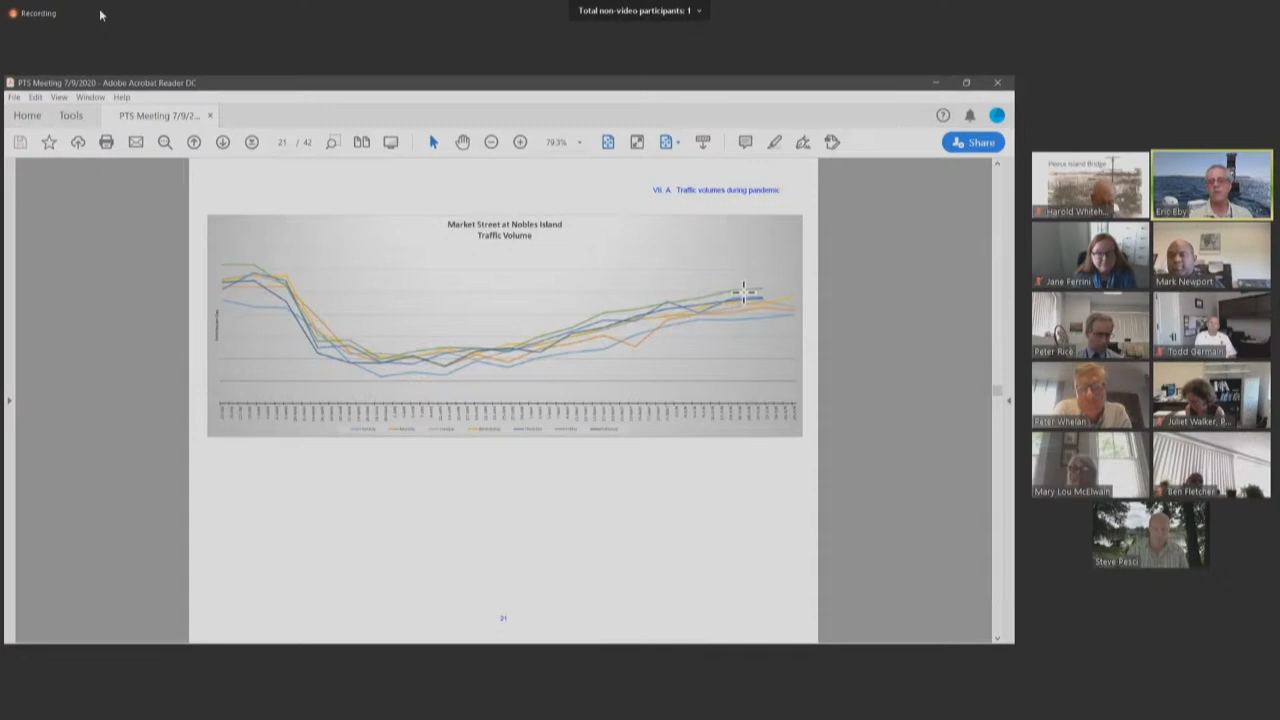 Recording
Total non-video participants: 1
PTS Meeting 7/9/2020 - Adobe Acrobat Reader DC
File Edit View Window Help
Home Tools PTS Meeting 7/9/2...
21 / 42
79.3%
Share
VII. A. Traffic volumes during pandemic
Market Street at Nobles Island
Traffic Volume
21
Pierce Island Bridge
Harold Whiteh...
Eric Eby
Jane Ferrini
Mark Newport
Peter Rice
Todd Germain
Peter Whelan
Juliet Walker, P...
Mary Lou McElwain
Ben Fletcher
Steve Pesci